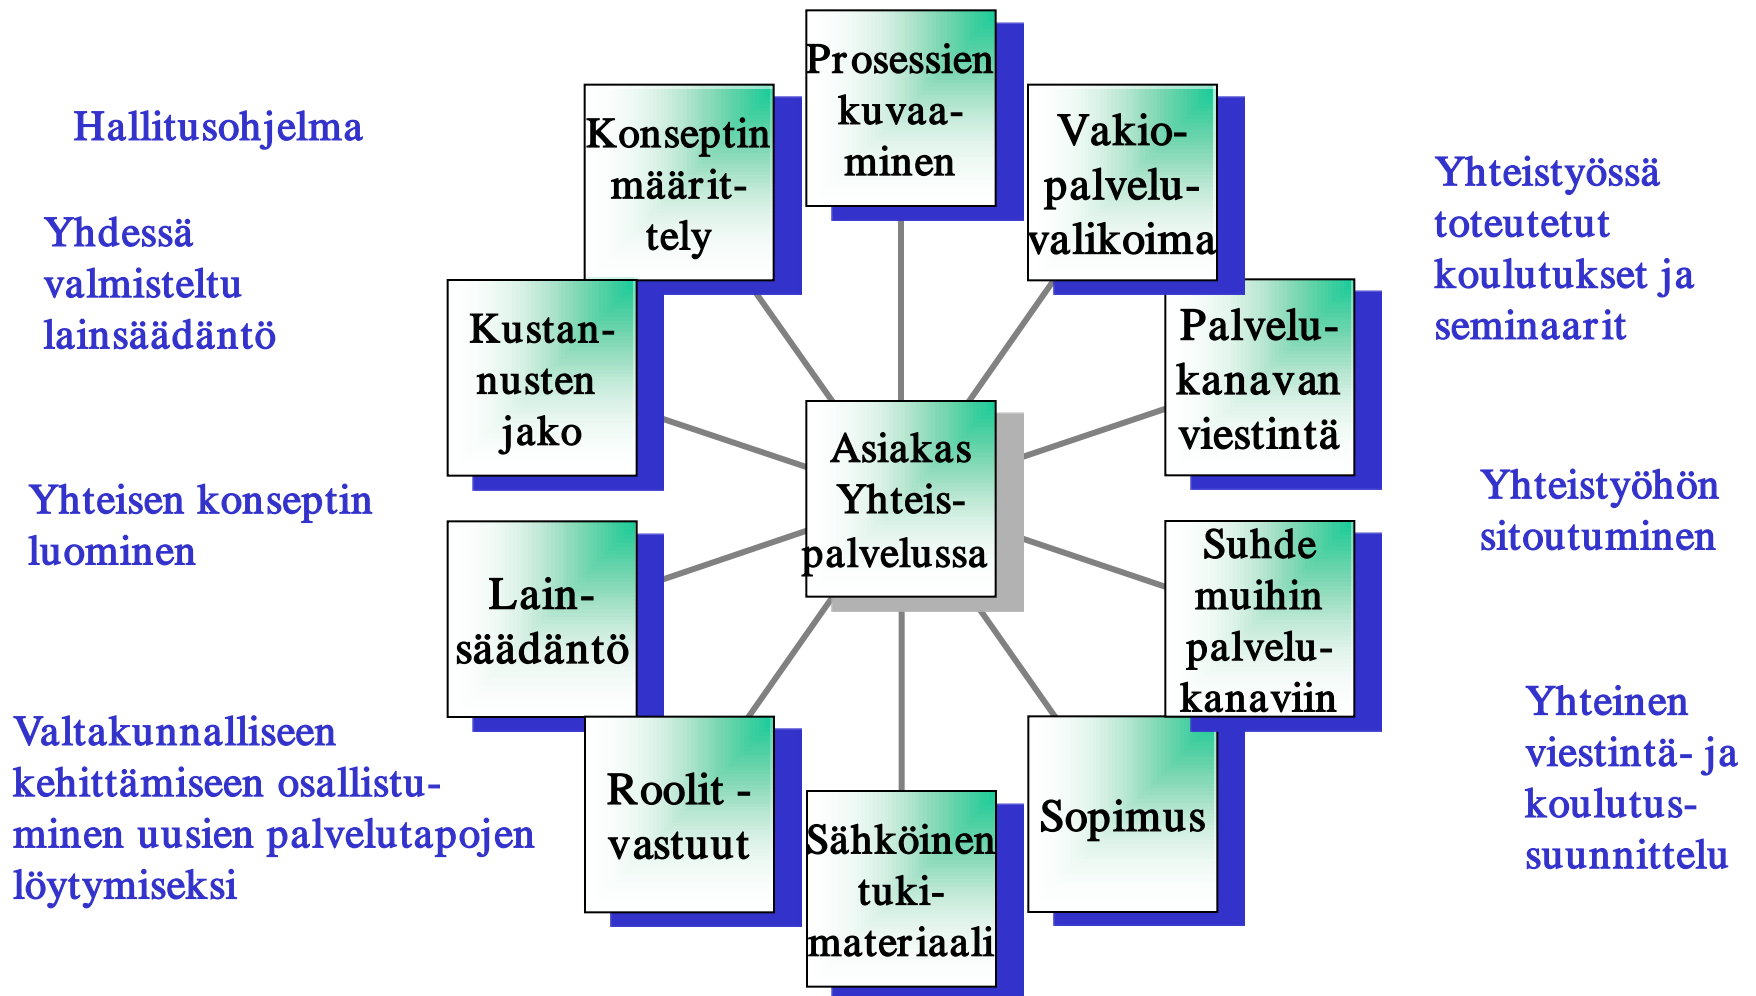 Prosessien
kuvaa-
minen
Konseptin
määrit-
tely
Vakio-
palvelu-
valikoima
Hallitusohjelma
Yhdessä
valmisteltu
lainsäädäntö
Yhteistyössä
toteutetut
koulutukset ja
seminaarit
Kustan-
nusten
jako
Palvelu-
kanavan
viestintä
Asiakas
Yhteis-
palvelussa
Yhteisen konseptin
luominen
Yhteistyöhön
sitoutuminen
Lain-
säädäntö
Suhde
muihin
palvelu-
kanaviin
Valtakunnalliseen
kehittämiseen osallistu-
minen uusien palvelutapojen
löytymiseksi
Roolit -
vastuut
Sähköinen
tuki-
materiaali
Sopimus
Yhteinen
viestintä- ja
koulutus-
suunnittelu